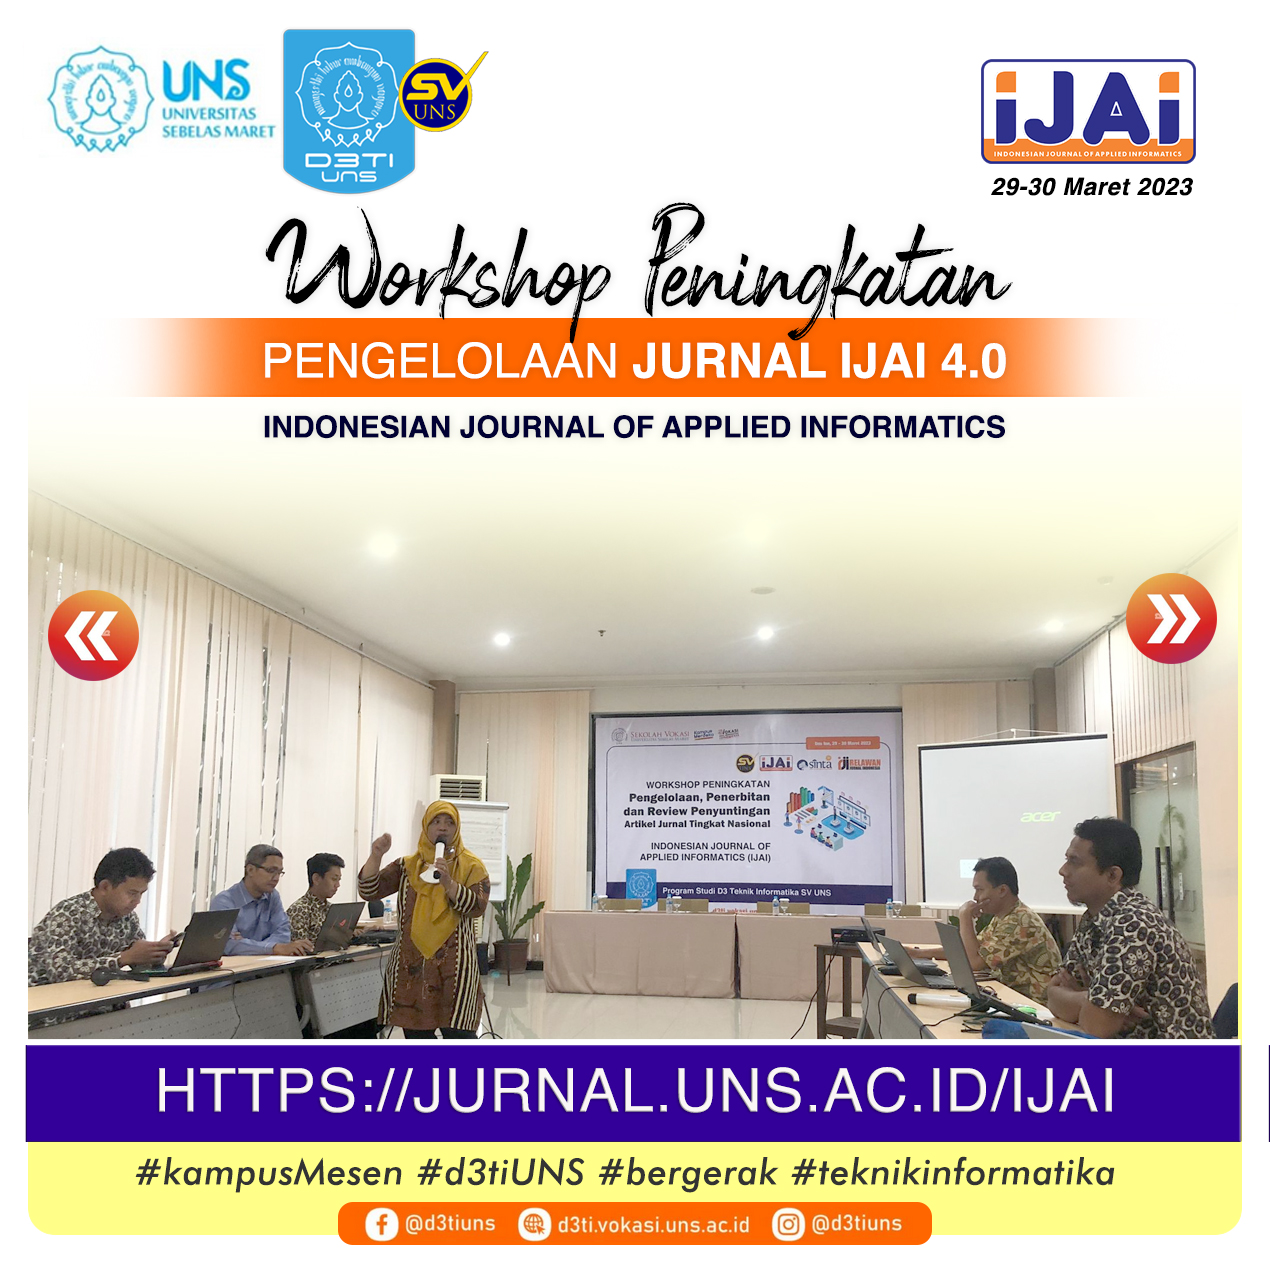 UNS
UNIVERSITAS
SEBELAS MARET
D3TI
UNS
SV
UNS
iJAi
INDONESIAN JOURNAL OF APPLIED INFORMATICS
29-30 Maret 2023
Workshop Peningkatan
PENGELOLAAN JURNAL IJAI 4.0
INDONESIAN JOURNAL OF APPLIED INFORMATICS
SEKOLAH VOKASI
SV
iJAi
sinta
RELAWAN
WORKSHOP PENINGKATAN
Pengelolaan, Penerbitan
dan Review Penyuntingan
Artikel Jurnal Tingkat Nasional
INDONESIAN JOURNAL OF
APPLIED INFORMATICS (IJAI)
Program Studi D3 Teknik Informatika SV UNS
acer
HTTPS://JURNAL.UNS.AC.ID/IJAI
#kampusMesen #d3tiUNS #bergerak #teknikinformatika
@d3tiuns d3ti.vokasi.uns.ac.id @d3tiuns